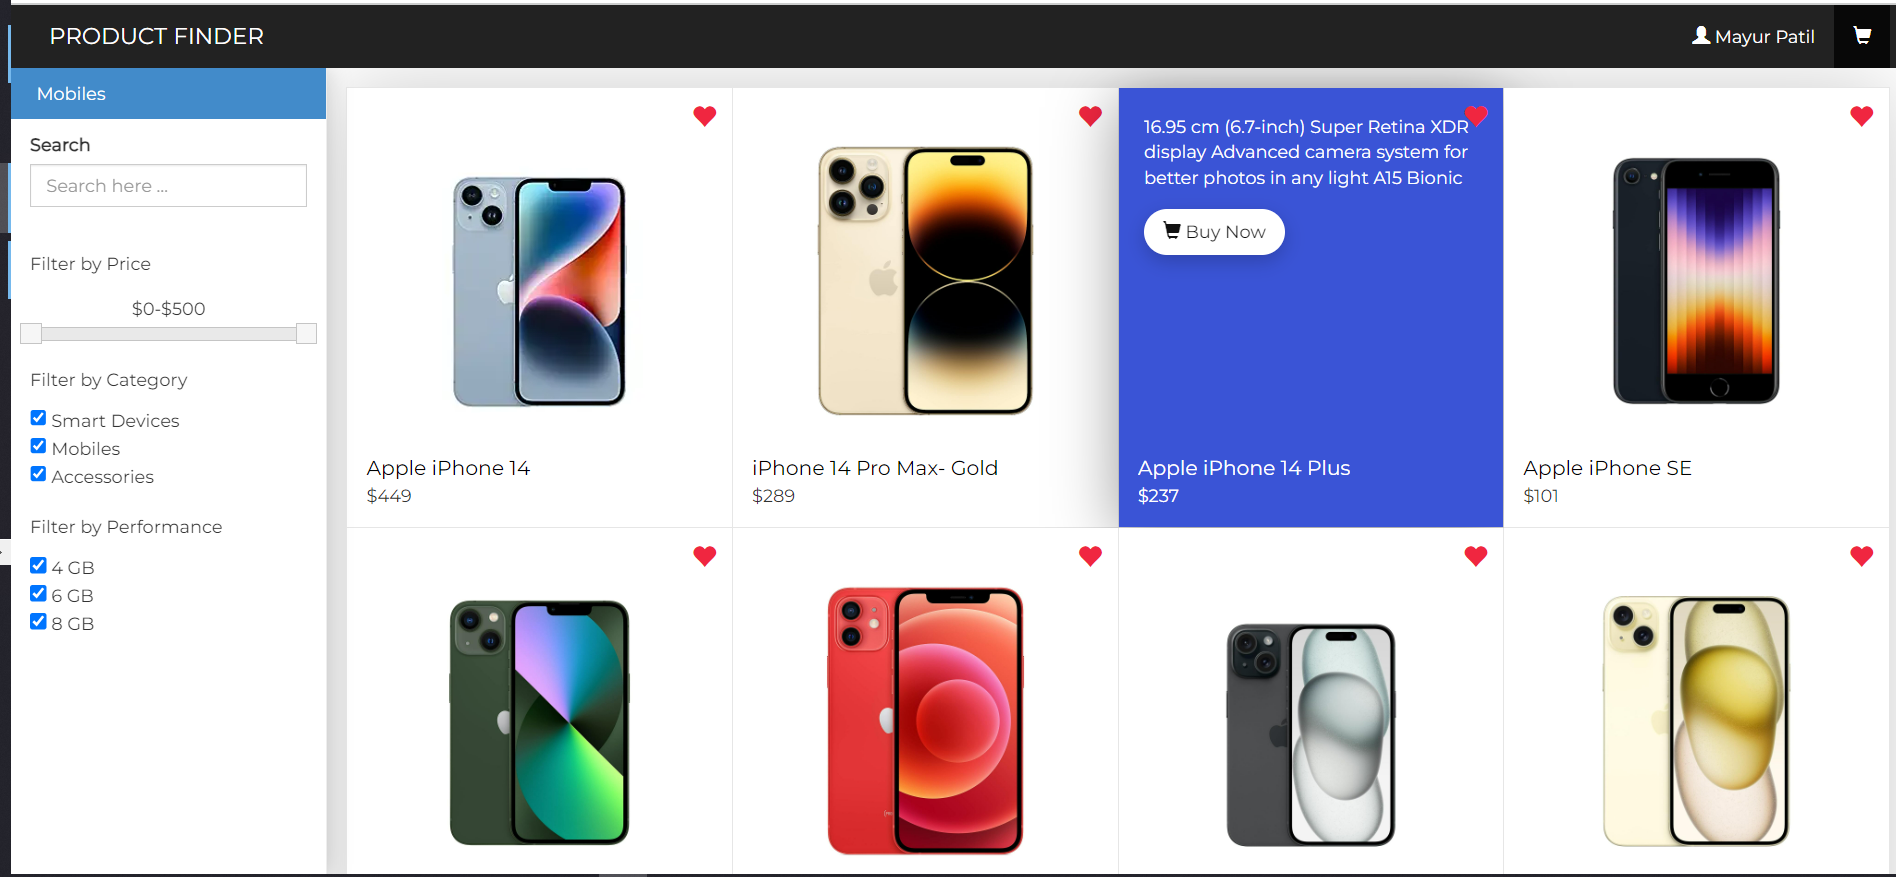 PRODUCT FINDER
Mayur Patil
Mobiles
Search
Search here ...
Filter by Price
$0-$500
Filter by Category
Smart Devices
Mobiles
Accessories
Filter by Performance
4 GB
6 GB
8 GB
Apple iPhone 14
$449
iPhone 14 Pro Max- Gold
$289
16.95 cm (6.7-inch) Super Retina XDR
display Advanced camera system for
better photos in any light A15 Bionic
Buy Now
Apple iPhone 14 Plus
$237
Apple iPhone SE
$101